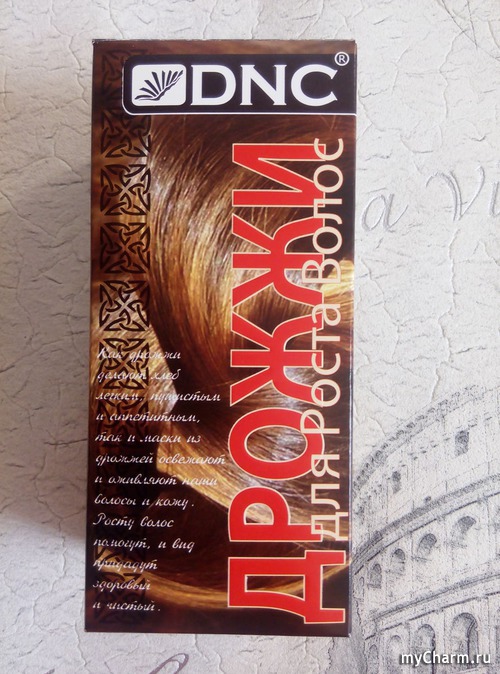 DNC®
ДРОЖЖИ
для Роста Волос
Как дрожжи
делают хлеб
легким, пушистым
и аппетитным,
так и маски из
дрожжей освежают
и оживляют наши
волосы и кожу.
Росту волос
помогут, и вид
придадут
здоровый
и чистый.
a vi
myCharm.ru